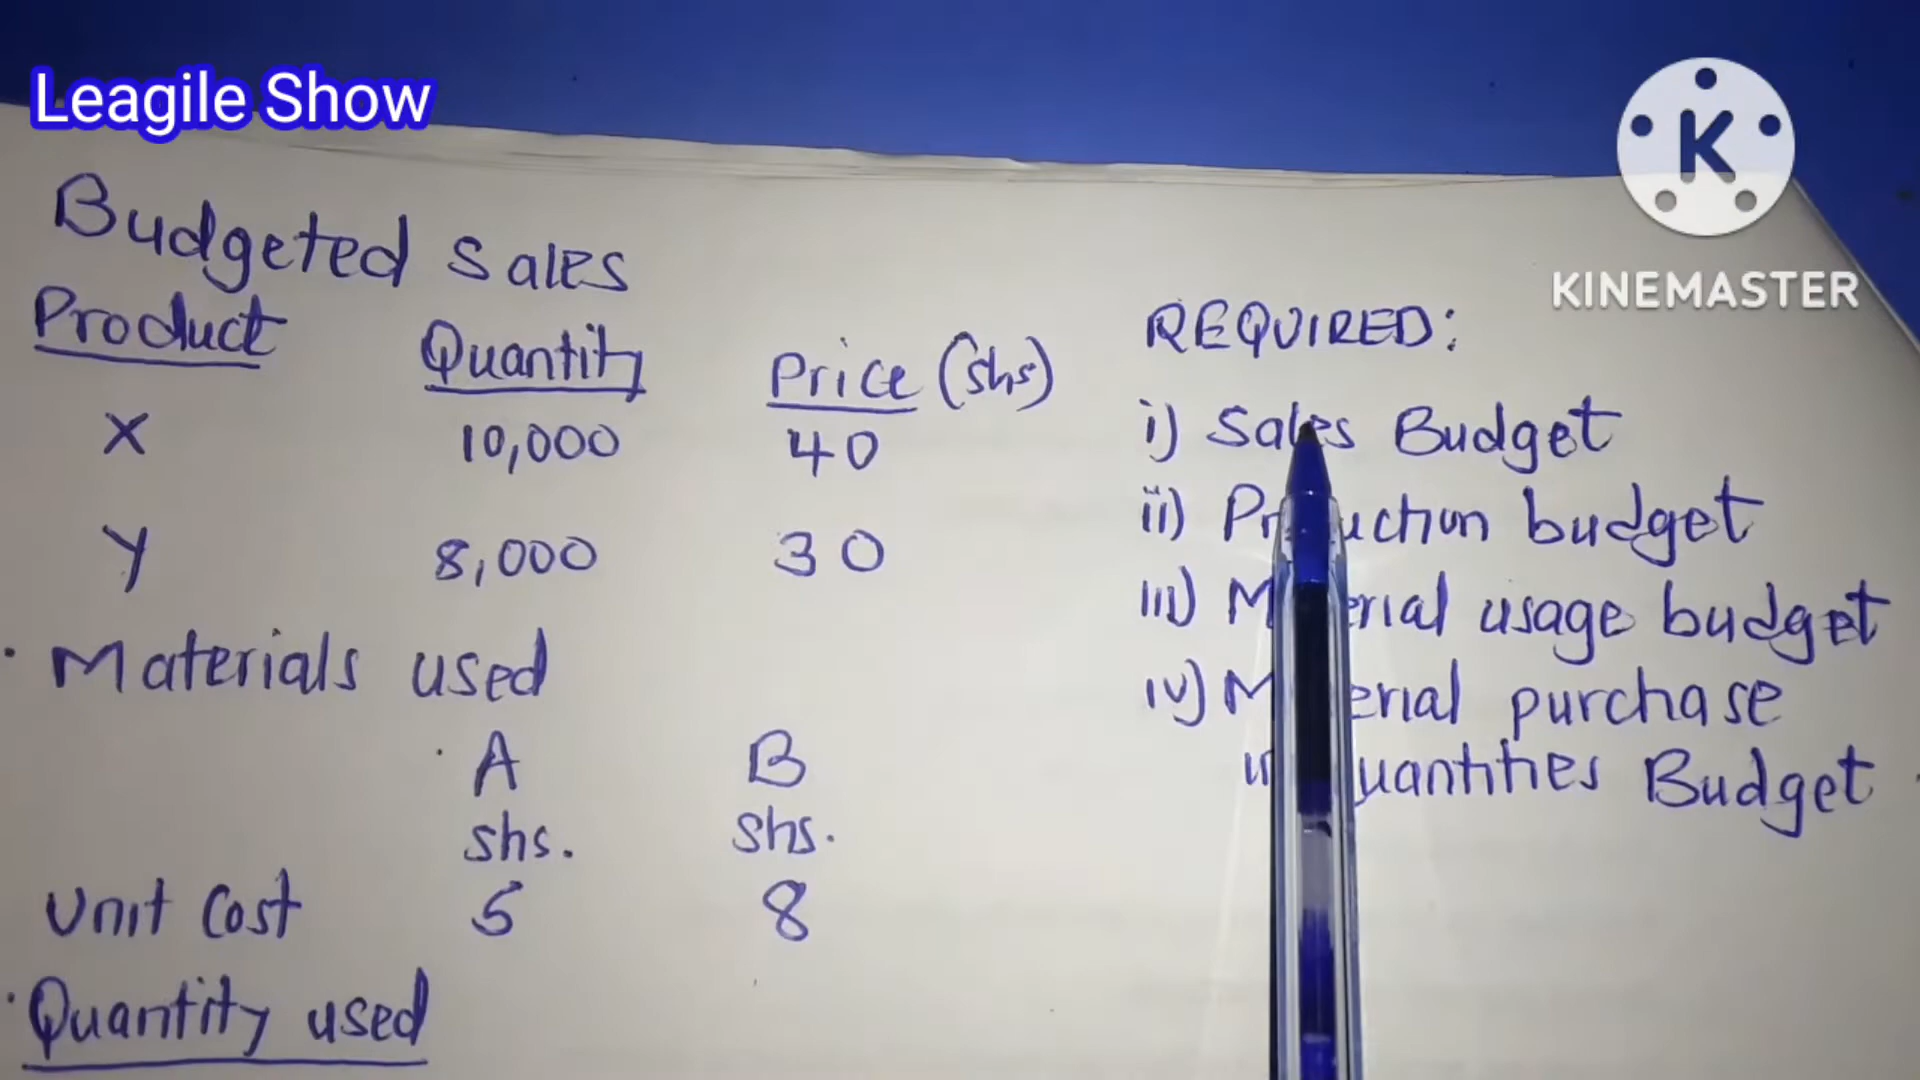 Leagile Show
K
KINEMASTER
Budgeted sales
Product Quantity Price (shs)
X 10,000 40
y 8,000 30
Materials used
A B
shs. shs.
Unit Cost 5 8
Quantity used
REQUIRED:
i) Sales Budget
ii) budget
iii) usage budget
iv) purchase
Budget